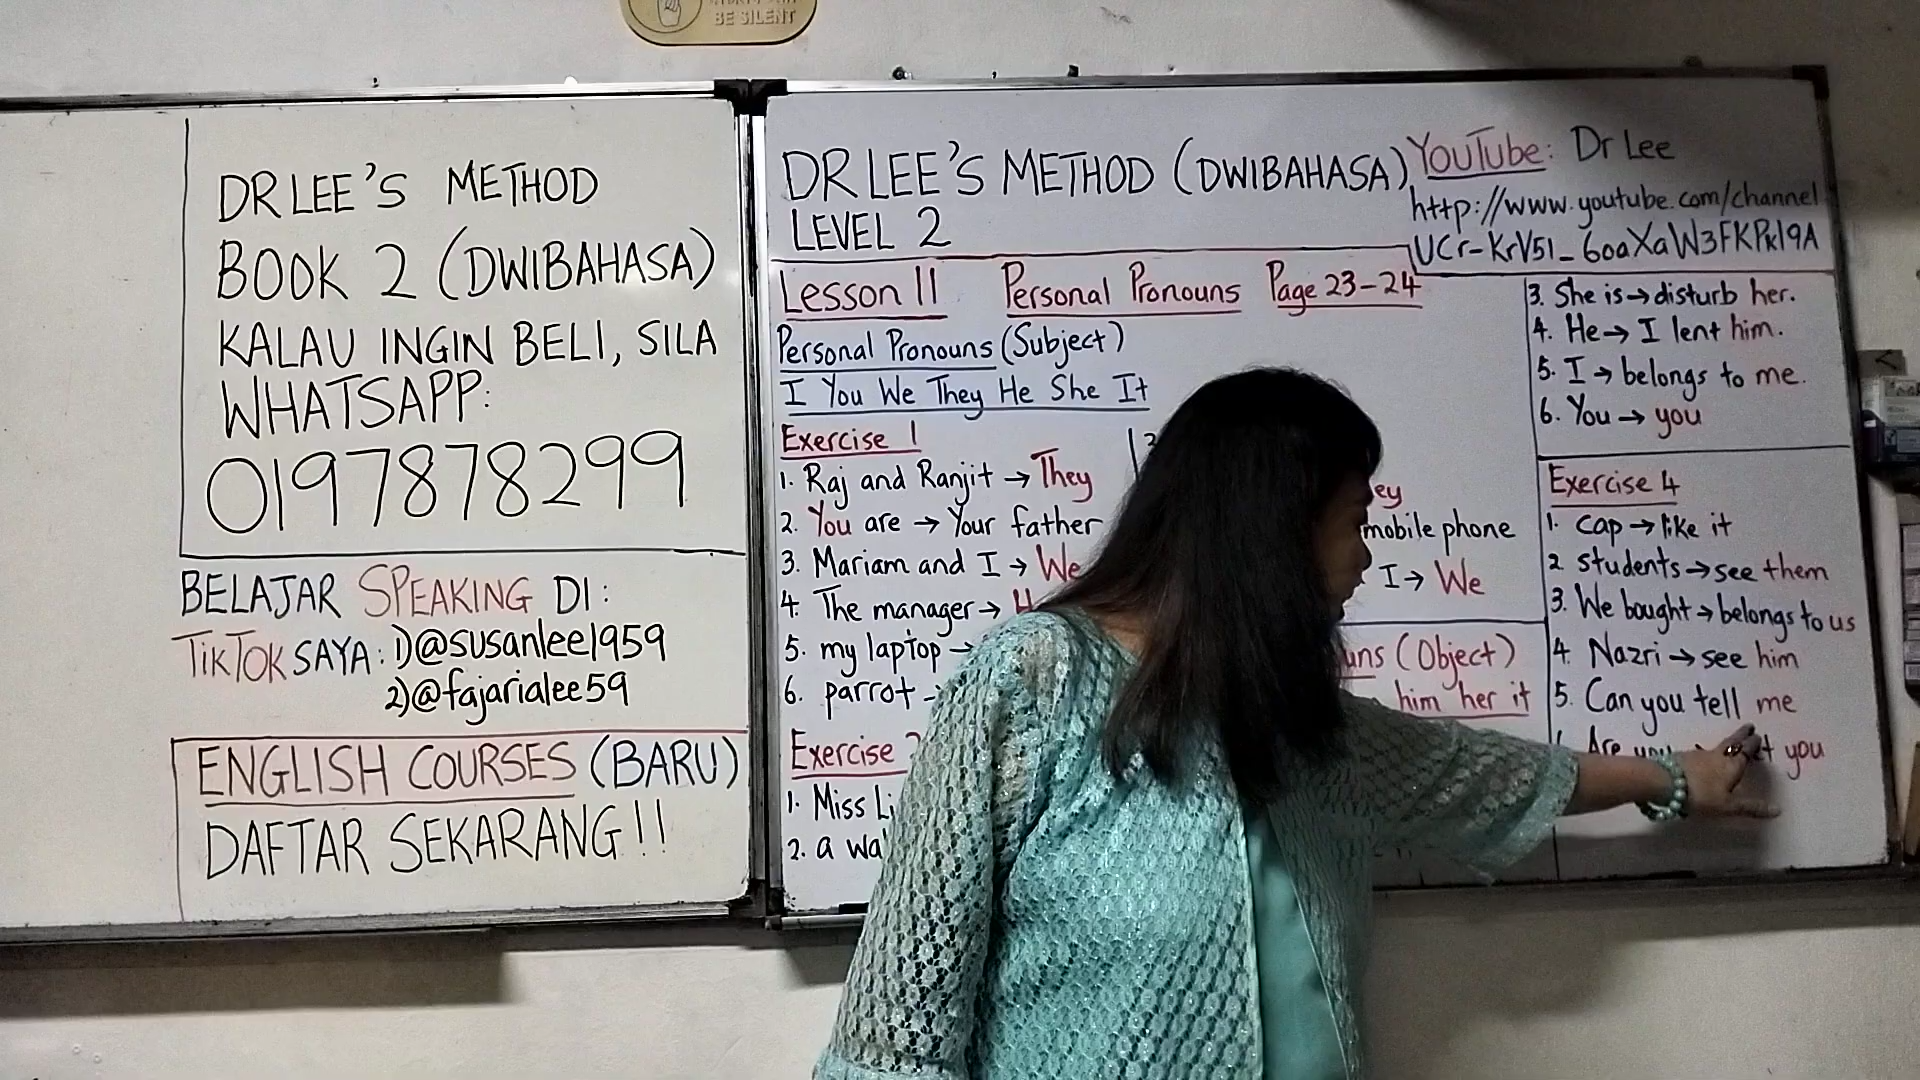 BE SILENT
DR LEE'S METHOD
BOOK 2 (DWIBAHASA)
KALAU INGIN BELI, SILA
WHATSAPP:
0197878299
BELAJAR SPEAKING DI:
TIKTOK SAYA: 1)@susanlee1959
2)@fajarialee59
ENGLISH COURSES (BARU)
DAFTAR SEKARANG!!
DR LEE'S METHOD (DWIBAHASA)
LEVEL 2
YouTube: Dr Lee
http://www.youtube.com/channel
UCr-KrV51_6oaXaW3FKPk19A
Lesson 11 Personal Pronouns Page 23-24
Personal Pronouns (Subject)
I You We They He She It
Exercise 1
1. Raj and Ranjit → They
2. You are → Your father
3. Mariam and I → We
4. The manager →
5. my laptop →
6. parrot
Exercise
1. Miss
2. a
mobile phone
I → We
(Object)
him her it
3. She is → disturb her.
4. He → I lent him.
5. I → belongs to me.
6. You → you
Exercise 4
1. cap → like it
2 students → see them
3. We bought → belongs to us
4. Nazri → see him
5. Can you tell me
Are you
you